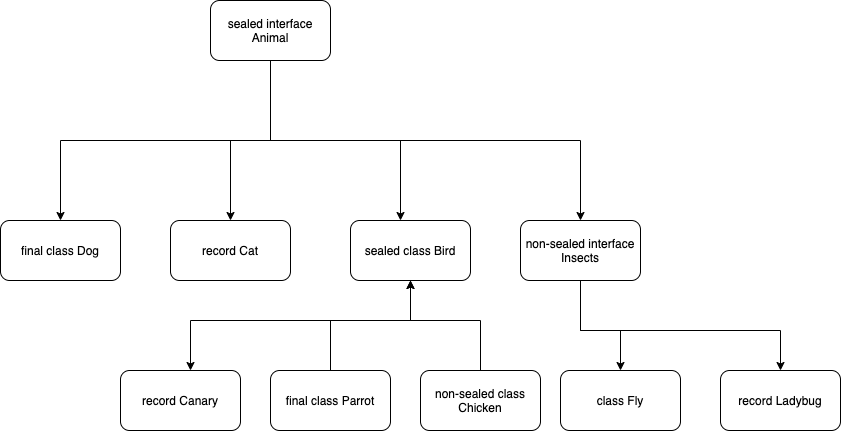 sealed interface
Animal
final class Dog
record Cat
sealed class Bird
non-sealed interface
Insects
record Canary
final class Parrot
non-sealed class
Chicken
class Fly
record Ladybug